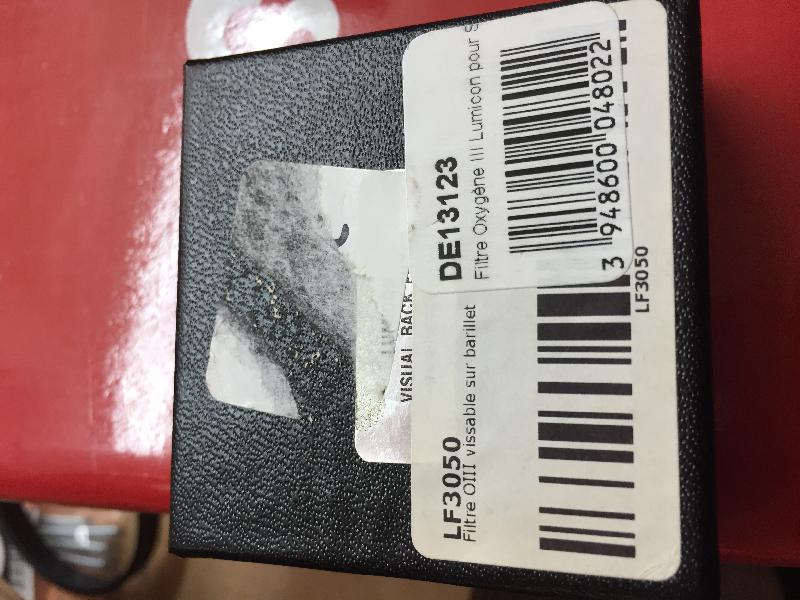 DE13123
Filtre Oxygène III Lumicon pour
3 948600 048022
LF3050
Filtre OIII vissable sur barillet
LF3050
VISUAL BACK